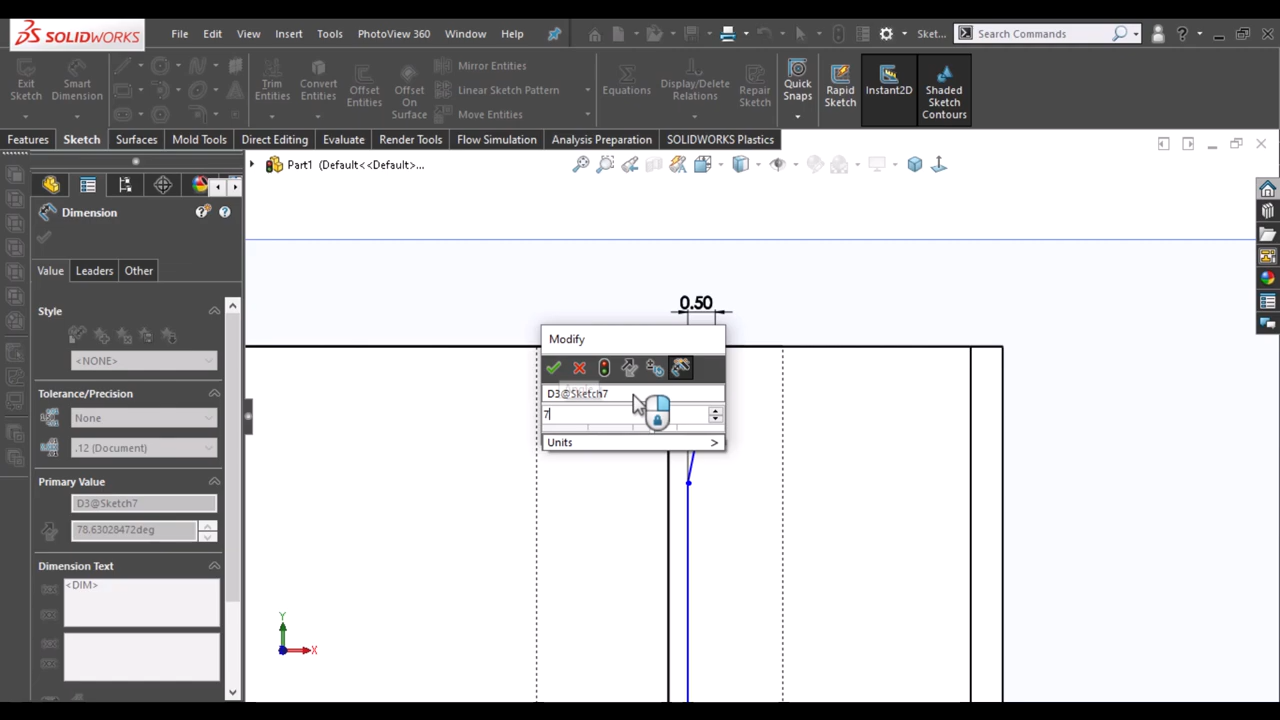 SOLIDWORKS File Edit View Insert Tools PhotoView 360 Window Help Sket... Search Commands ?
Exit Sketch
Smart Dimension
Trim Entities
Convert Entities
Offset Entities
Offset On Surface
Mirror Entities
Linear Sketch Pattern
Move Entities
Equations
Display/Delete Relations
Repair Sketch
Quick Snaps
Rapid Sketch
Instant2D
Shaded Sketch Contours
Features Sketch Surfaces Mold Tools Direct Editing Evaluate Render Tools Flow Simulation Analysis Preparation SOLIDWORKS Plastics
Part1 (Default<<Default>...
Dimension
Value Leaders Other
Style
<NONE>
Tolerance/Precision
None
.12 (Document)
Primary Value
D3@Sketch7
78.63028472deg
Dimension Text
<DIM>
0.50
Modify
D3@Sketch7
7
Units >
Y
X